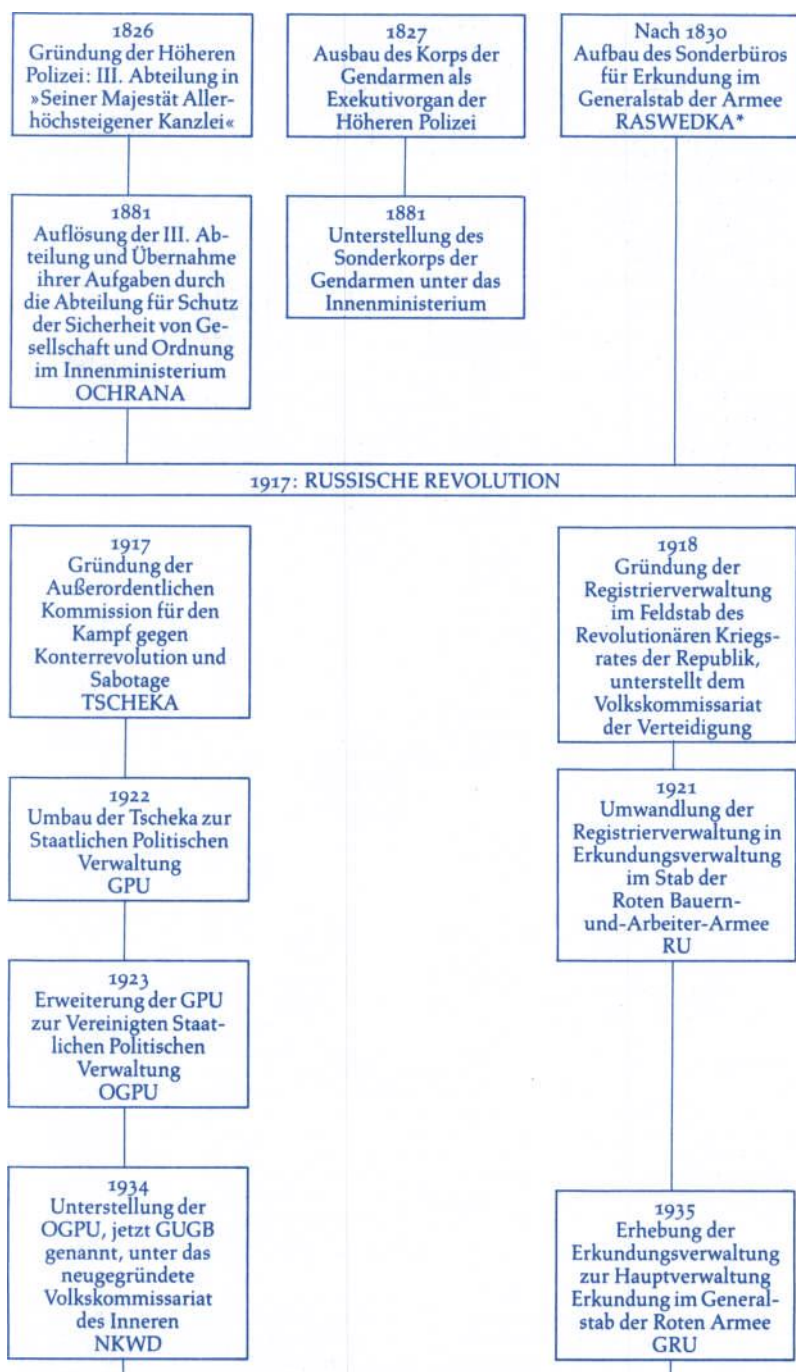 1826
Gründung der Höheren
Polizei: III. Abteilung in
»Seiner Majestät Aller-
höchsteigener Kanzlei«
1827
Ausbau des Korps der
Gendarmen als
Exekutivorgan der
Höheren Polizei
Nach 1830
Aufbau des Sonderbüros
für Erkundung im
Generalstab der Armee
RASWEDKA*
1881
Auflösung der III. Ab-
teilung und Übernahme
ihrer Aufgaben durch
die Abteilung für Schutz
der Sicherheit von Ge-
sellschaft und Ordnung
im Innenministerium
OCHRANA
1881
Unterstellung des
Sonderkorps der
Gendarmen unter das
Innenministerium
1917: RUSSISCHE REVOLUTION
1917
Gründung der
Außerordentlichen
Kommission für den
Kampf gegen
Konterrevolution und
Sabotage
TSCHEKA
1918
Gründung der
Registrierverwaltung
im Feldstab des
Revolutionären Kriegs-
rates der Republik,
unterstellt dem
Volkskommissariat
der Verteidigung
1922
Umbau der Tscheka zur
Staatlichen Politischen
Verwaltung
GPU
1921
Umwandlung der
Registrierverwaltung in
Erkundungsverwaltung
im Stab der
Roten Bauern-
und-Arbeiter-Armee
RU
1923
Erweiterung der GPU
zur Vereinigten Staat-
lichen Politischen
Verwaltung
OGPU
1934
Unterstellung der
OGPU, jetzt GUGB
genannt, unter das
neugegründete
Volkskommissariat
des Inneren
NKWD
1935
Erhebung der
Erkundungsverwaltung
zur Hauptverwaltung
Erkundung im General-
stab der Roten Armee
GRU